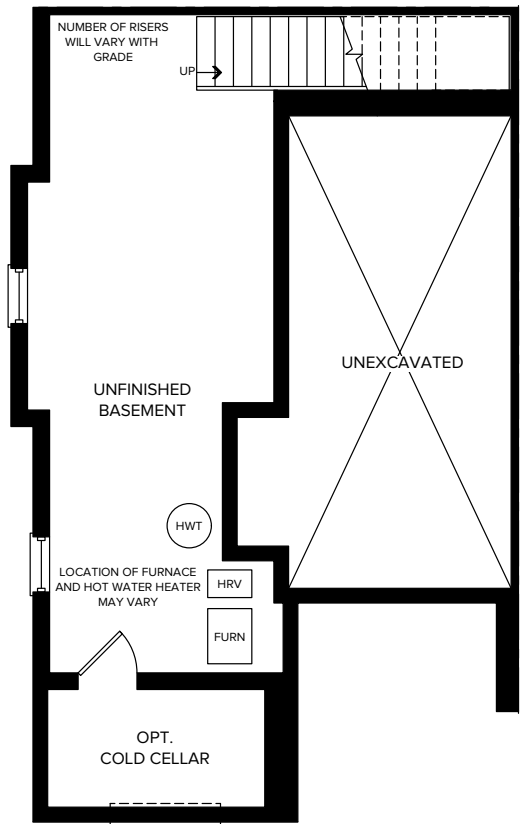 NUMBER OF RISERS
WILL VARY WITH
GRADE
UP
UNEXCAVATED
UNFINISHED
BASEMENT
HWT
LOCATION OF FURNACE
AND HOT WATER HEATER
MAY VARY
HRV
FURN
OPT.
COLD CELLAR